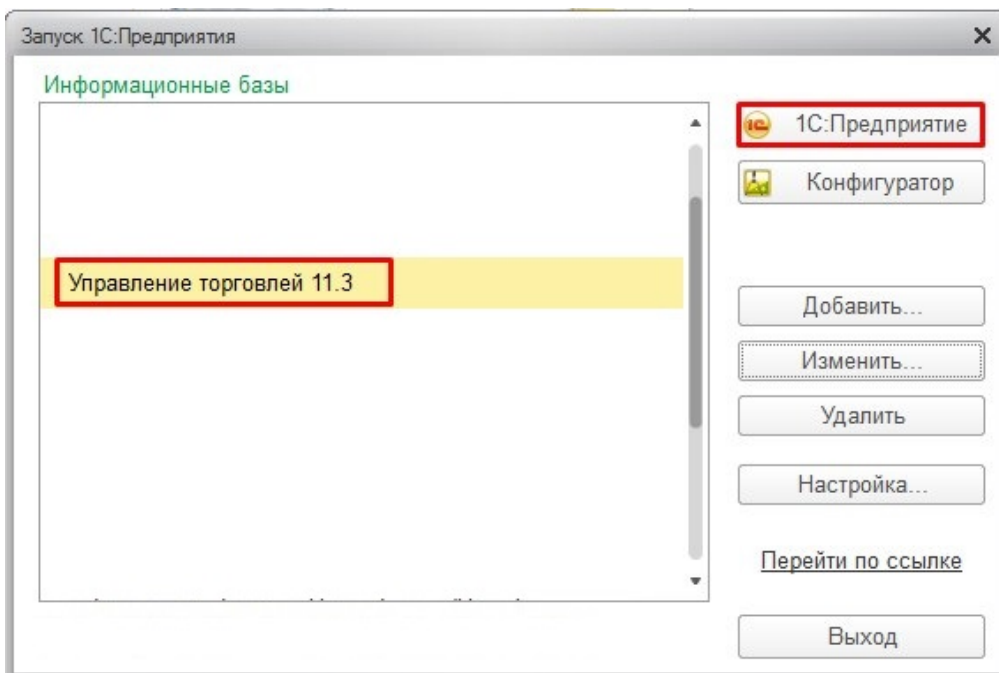 Запуск 1С:Предприятия
Информационные базы
1С:Предприятие
Конфигуратор
Управление торговлей 11.3
Добавить...
Изменить...
Удалить
Настройка...
Перейти по ссылке
Выход